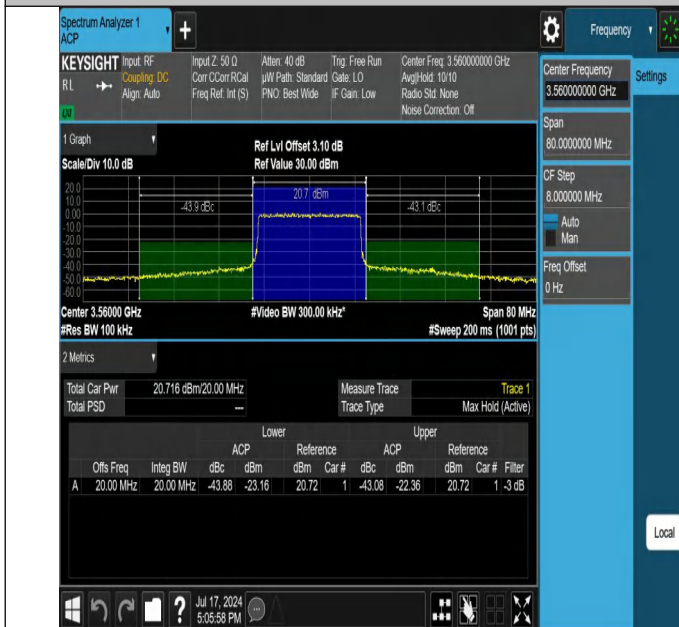 Spectrum Analyzer 1
ACP
Frequency
KEYSIGHT
RL
Input: RF
Coupling: DC
Align: Auto
Input Z: 50 Ω
Corr CCorr RCal
Freq Ref: Int (S)
Atten: 40 dB
µW Path: Standard
PNO: Best Wide
Trig: Free Run
Gate: LO
IF Gain: Low
Center Freq: 3.560000000 GHz
Avg|Hold: 10/10
Radio Std: None
Noise Correction: Off
Center Frequency
3.560000000 GHz
Settings
Span
80.0000000 MHz
CF Step
8.000000 MHz
Auto
Man
Freq Offset
0 Hz
1 Graph
Scale/Div 10.0 dB
Ref Lvl Offset 3.10 dB
Ref Value 30.00 dBm
20.0
10.0
0.00
-10.0
-20.0
-30.0
-40.0
-50.0
-60.0
-43.9 dBc
20.7 dBm
-43.1 dBc
Center 3.56000 GHz
#Video BW 300.00 kHz*
Span 80 MHz
#Res BW 100 kHz
#Sweep 200 ms (1001 pts)
2 Metrics
Total Car Pwr 20.716 dBm/20.00 MHz
Total PSD ---
Measure Trace Trace 1
Trace Type Max Hold (Active)
Lower Upper
ACP Reference ACP Reference
Offs Freq Integ BW dBc dBm dBm Car # dBc dBm dBm Car # Filter
A 20.00 MHz 20.00 MHz -43.88 -23.16 20.72 1 -43.08 -22.36 20.72 1 -3 dB
Local
?
Jul 17, 2024
5:05:58 PM